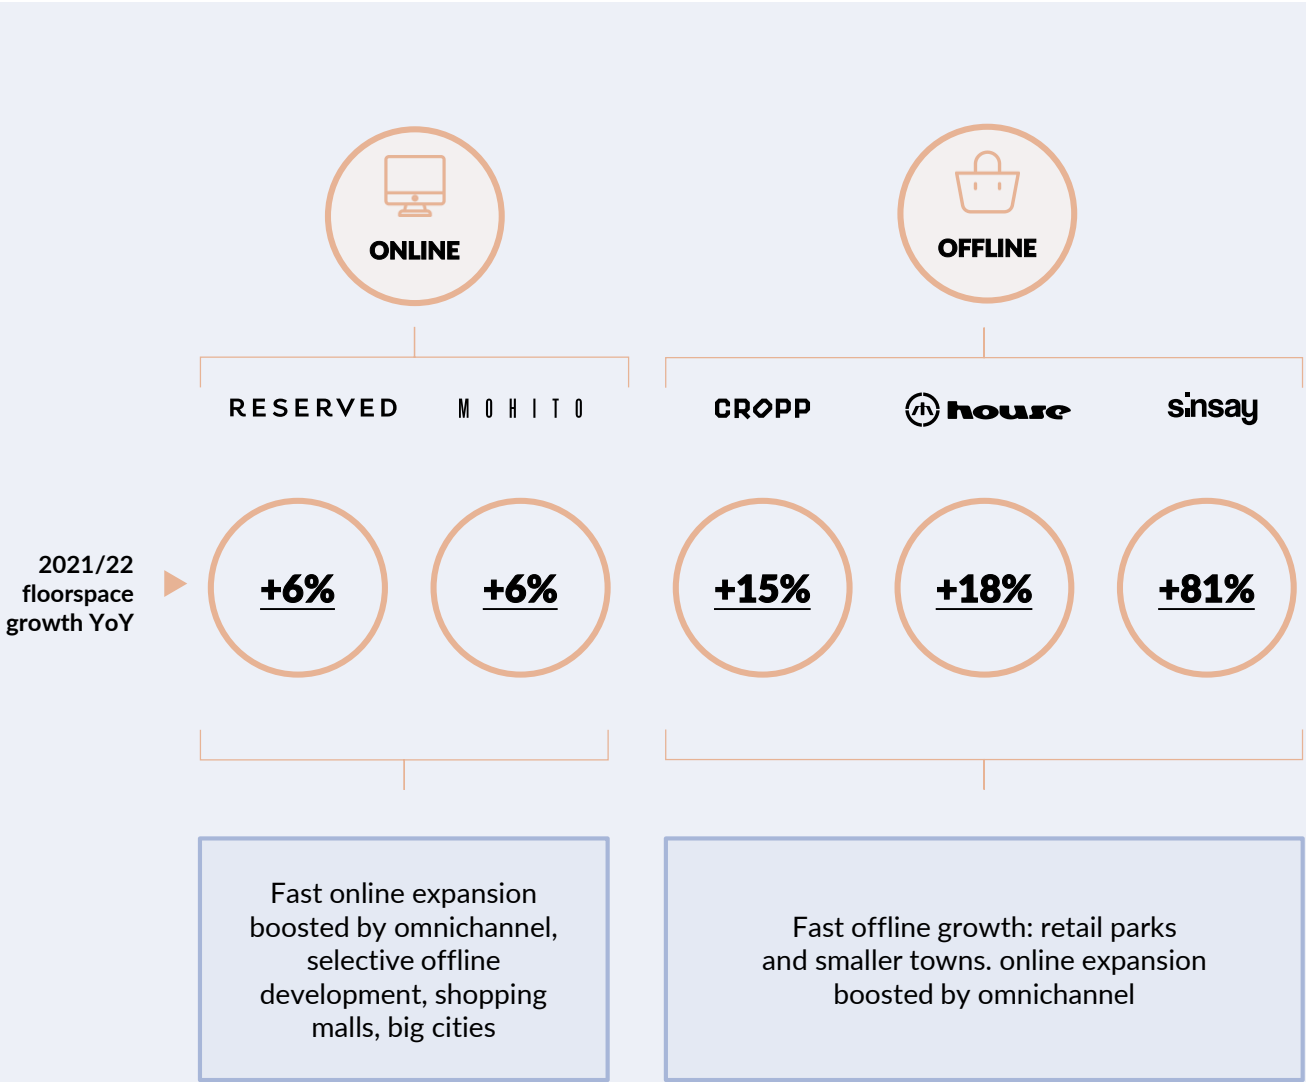 ONLINE
OFFLINE
RESERVED
MOHITO
CROPP
house
sinsay
2021/22
floorspace
growth YoY
+6%
+6%
+15%
+18%
+81%
Fast online expansion
boosted by omnichannel,
selective offline
development, shopping
malls, big cities
Fast offline growth: retail parks
and smaller towns. online expansion
boosted by omnichannel